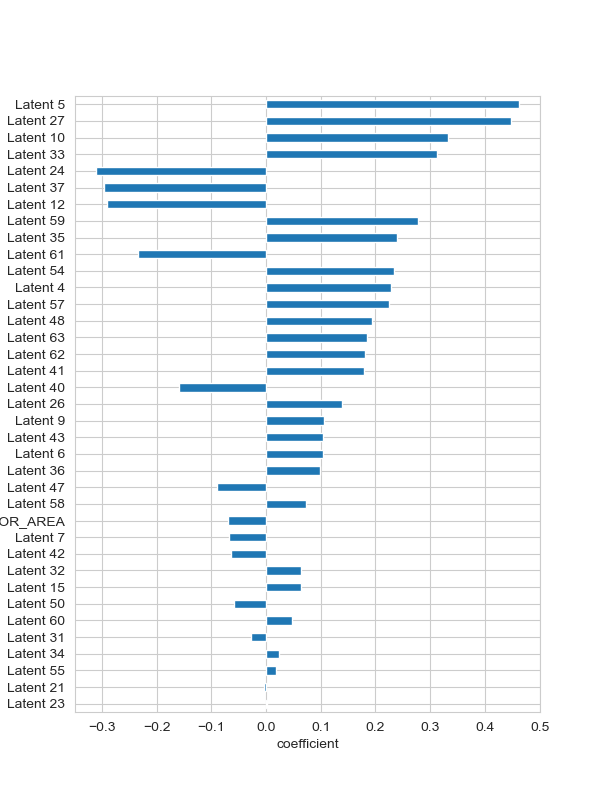 Latent 5
Latent 27
Latent 10
Latent 33
Latent 24
Latent 37
Latent 12
Latent 59
Latent 35
Latent 61
Latent 54
Latent 4
Latent 57
Latent 48
Latent 63
Latent 62
Latent 41
Latent 40
Latent 26
Latent 9
Latent 43
Latent 6
Latent 36
Latent 47
Latent 58
OR_AREA
Latent 7
Latent 42
Latent 32
Latent 15
Latent 50
Latent 60
Latent 31
Latent 34
Latent 55
Latent 21
Latent 23
−0.3 −0.2 −0.1 0.0 0.1 0.2 0.3 0.4 0.5
coefficient